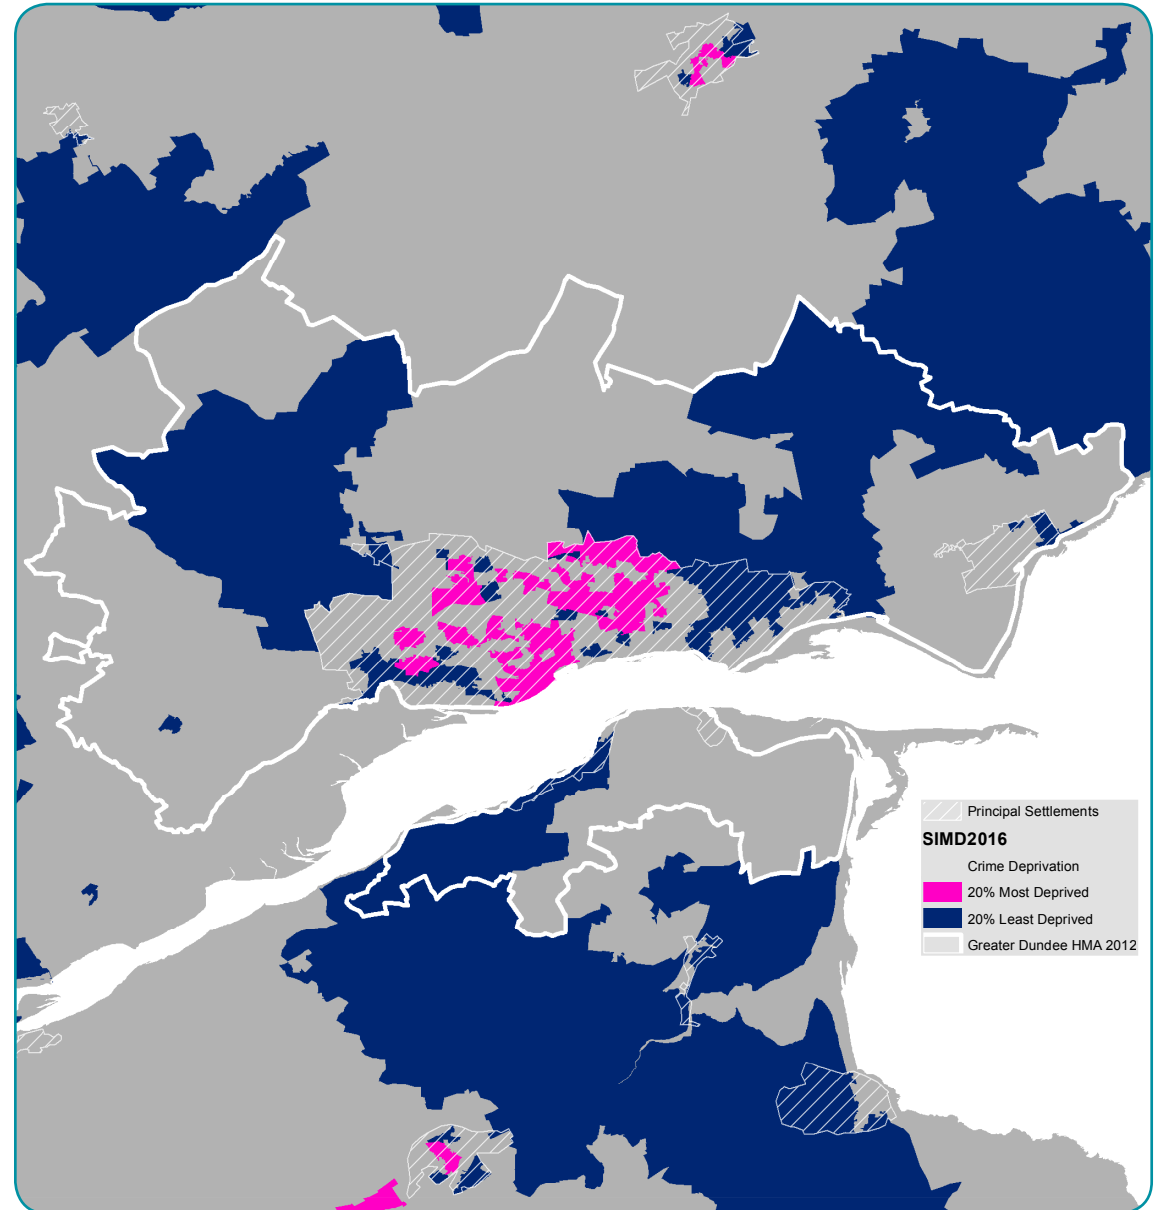 Principal Settlements
SIMD2016
Crime Deprivation
20% Most Deprived
20% Least Deprived
Greater Dundee HMA 2012